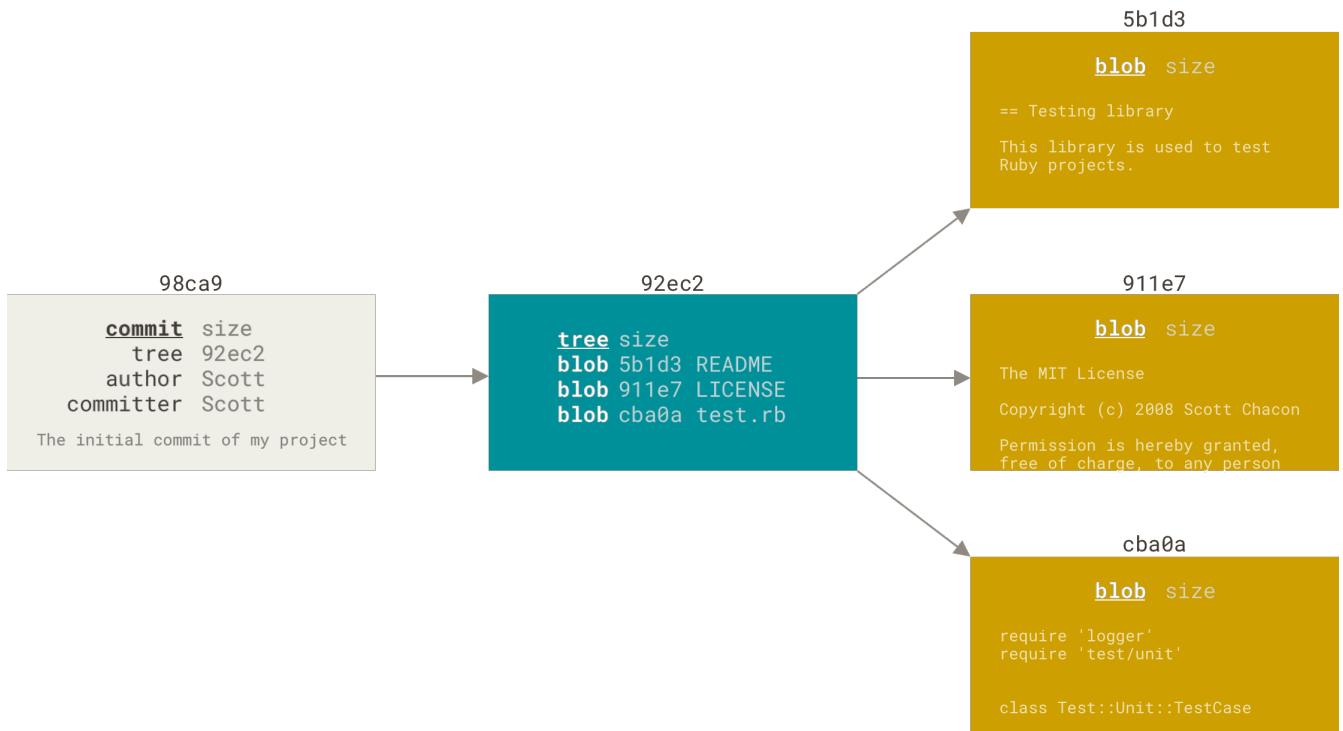 98ca9
commit size
tree 92ec2
author Scott
committer Scott
The initial commit of my project
92ec2
tree size
blob 5b1d3 README
blob 911e7 LICENSE
blob cba0a test.rb
5b1d3
blob size
== Testing library
This library is used to test
Ruby projects.
911e7
blob size
The MIT License
Copyright (c) 2008 Scott Chacon
Permission is hereby granted,
free of charge, to any person
cba0a
blob size
require 'logger'
require 'test/unit'
class Test::Unit::TestCase